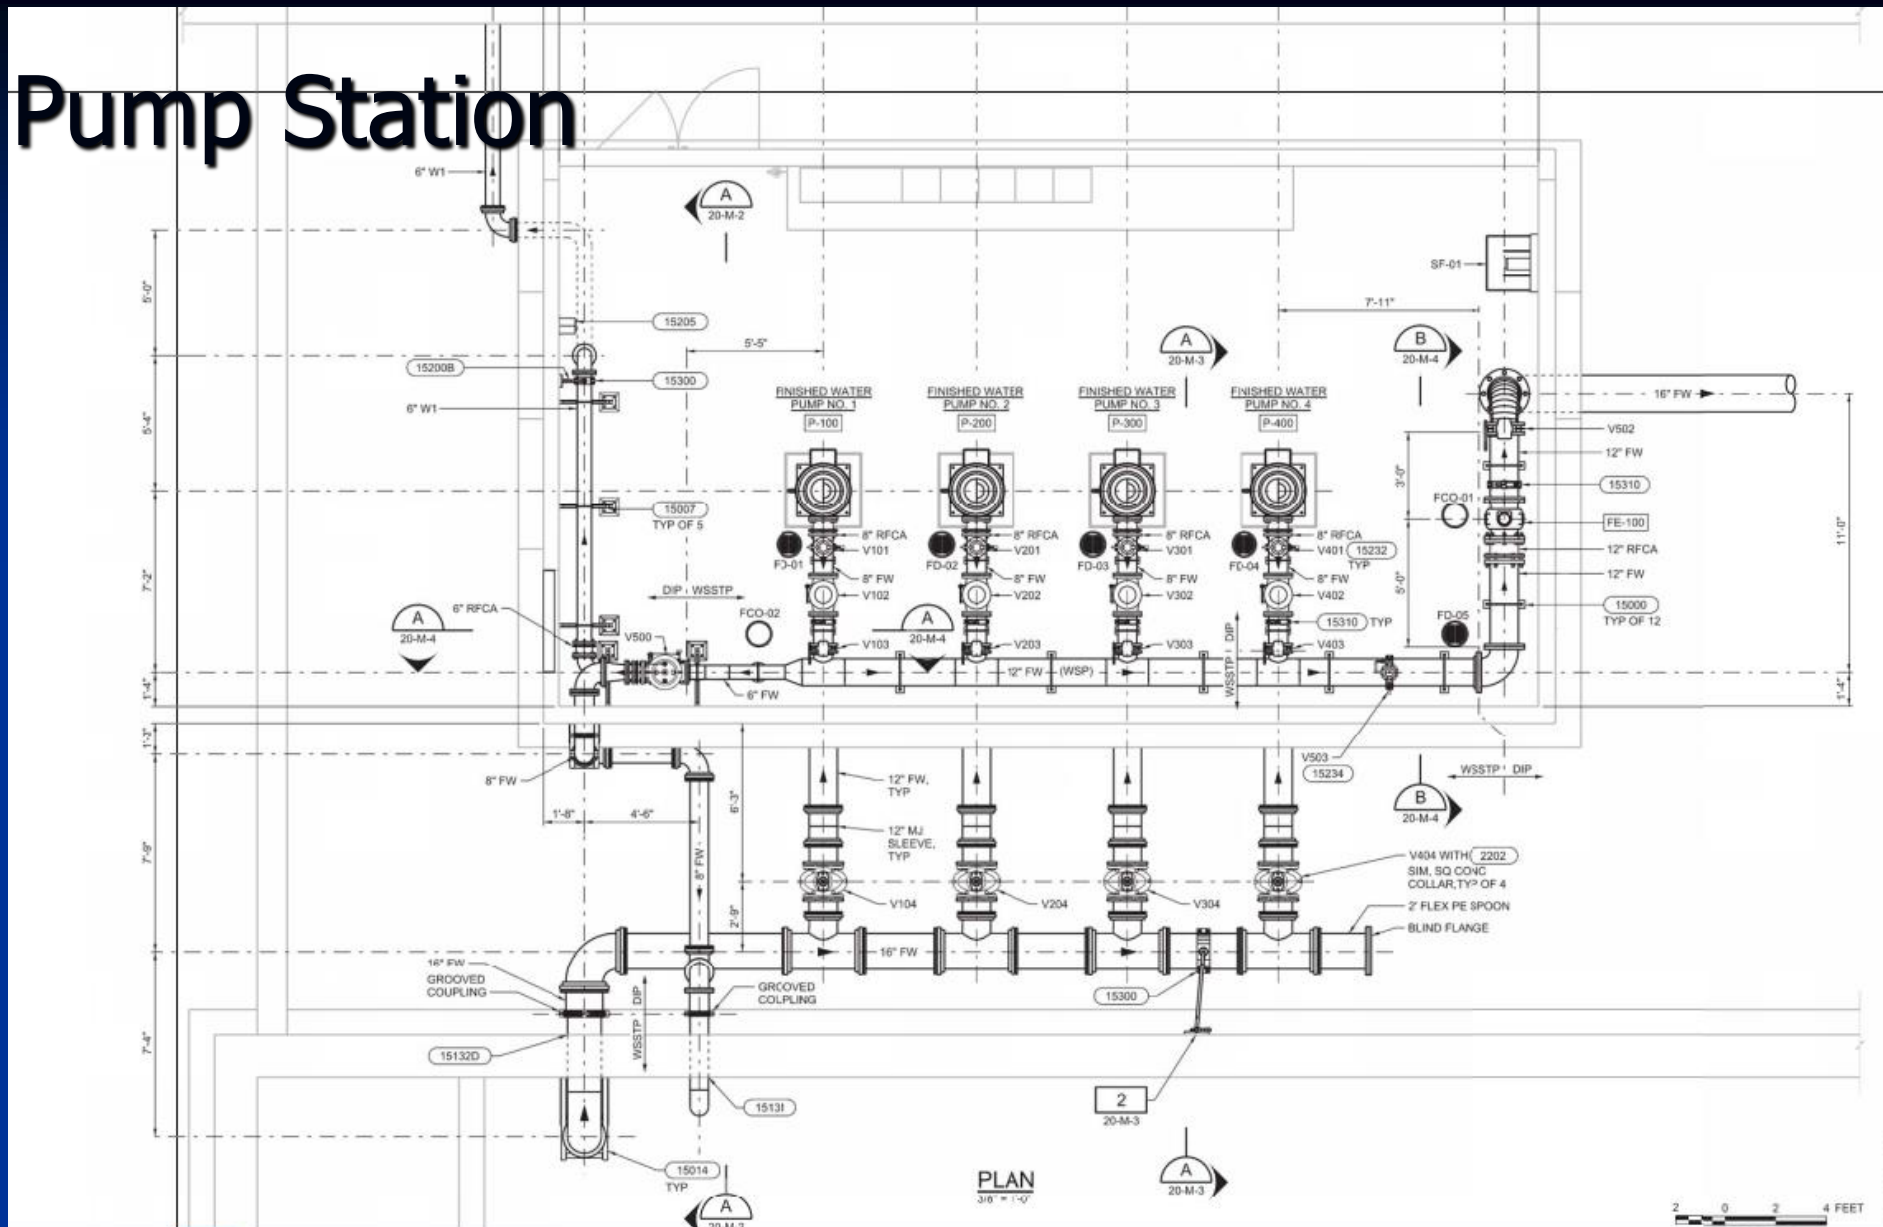 Pump Station
6" W1
A
20-M-2
SF-01
7'-11"
5'-0"
15205
5'-5"
A
20-M-3
B
20-M-4
15200B
15300
6" W1
5'-4"
FINISHED WATER
PUMP NO. 1
P-100
FINISHED WATER
PUMP NO. 2
P-200
FINISHED WATER
PUMP NO. 3
P-300
FINISHED WATER
PUMP NO. 4
P-400
16" FW
V502
12" FW
3'-0"
15310
FCO-01
FE-100
15007
TYP OF 5
11'-0"
8" RFCA
V101
FD-01
8" FW
V102
V103
8" RFCA
V201
FD-02
8" FW
V202
V203
8" RFCA
V301
FD-03
8" FW
V302
V303
8" RFCA
V401
15232
TYP
FD-04
8" FW
V402
15310 TYP
V403
12" RFCA
12" FW
5'-0"
15000
TYP OF 12
FD-05
7'-2"
DIP WSSTP
FCO-02
6" RFCA
V500
A
20-M-4
A
20-M-4
WSSTP DIP
6" FW
12" FW (WSP)
1'-4"
1'-4"
1'-2"
8" FW
V503
15234
WSSTP DIP
B
20-M-4
12" FW,
TYP
6'-3"
1'-8"
4'-6"
12" MJ
SLEEVE,
TYP
7'-9"
8" FW
V404 WITH 2202
SIM, SQ CONC
COLLAR, TYP OF 4
V104
V204
V304
2' FLEX PE SPOON
BLIND FLANGE
2'-9"
16" FW
16" FW
GROOVED
COUPLING
GROOVED
COLPLING
WSSTP DIP
15300
7'-4"
15132D
15131
2
20-M-3
15014
TYP
A
20-M-3
A
20-M-2
PLAN
3/8" = 1'-0"
2 0 2 4 FEET